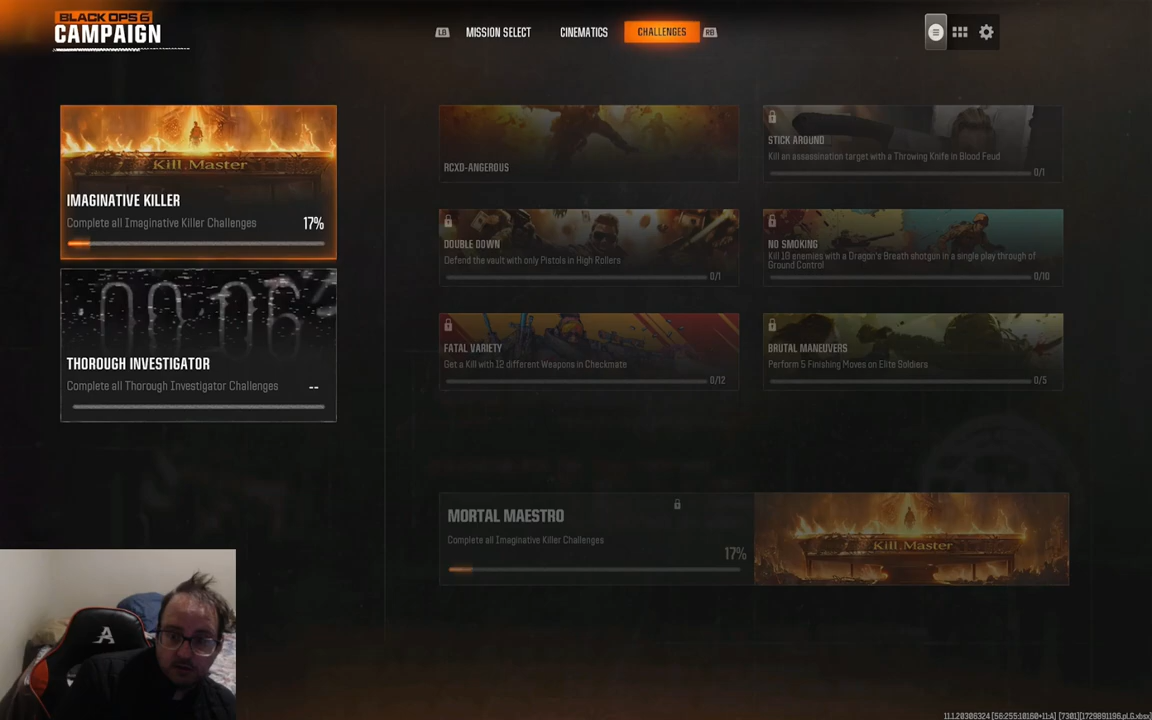 BLACK OPS 6
CAMPAIGN
LB MISSION SELECT CINEMATICS CHALLENGES RB
Kill Master
IMAGINATIVE KILLER
Complete all Imaginative Killer Challenges 17%
THOROUGH INVESTIGATOR
Complete all Thorough Investigator Challenges --
RCXD-ANGEROUS
STICK AROUND
Kill an assassination target with a Throwing Knife in Blood Feud
0/1
DOUBLE DOWN
Defend the vault with only Pistols in High Rollers
0/1
NO SMOKING
Kill 10 enemies with a Dragon's Breath shotgun in a single play through of
Ground Control
0/10
FATAL VARIETY
Get a Kill with 12 different Weapons in Checkmate
0/12
BRUTAL MANEUVERS
Perform 5 Finishing Moves on Elite Soldiers
0/5
MORTAL MAESTRO
Complete all Imaginative Killer Challenges
17%
Kill Master
A